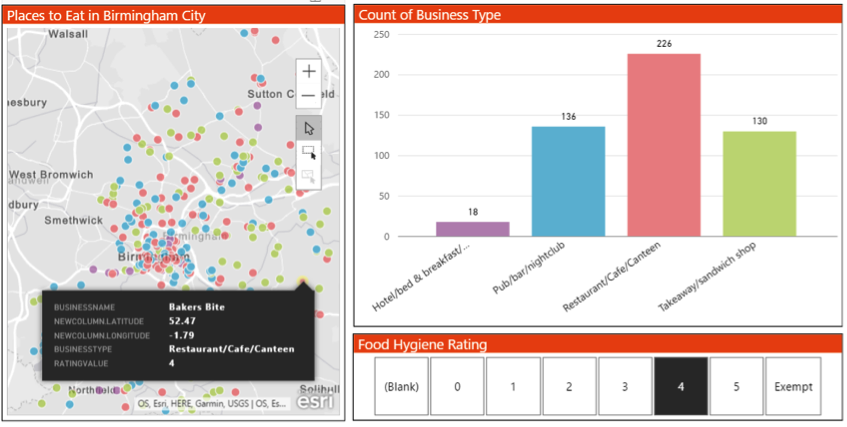 Places to Eat in Birmingham City
Walsall
Sutton C
ld
esbury
West Bromwich
andwell
dbury
Smethwick
Birmingham
BUSINESSNAME Bakers Bite
NEWCOLUMN.LATITUDE 52.47
NEWCOLUMN.LONGITUDE -1.79
BUSINESSTYPE Restaurant/Cafe/Canteen
RATINGVALUE 4
Solihull
OS, Esri, HERE, Garmin, USGS | OS, Es...
esri
Count of Business Type
250
200
150
100
50
0
18
136
226
130
Hotel/bed & breakfast/...
Pub/bar/nightclub
Restaurant/Cafe/Canteen
Takeaway/sandwich shop
Food Hygiene Rating
(Blank) 0 1 2 3 4 5 Exempt